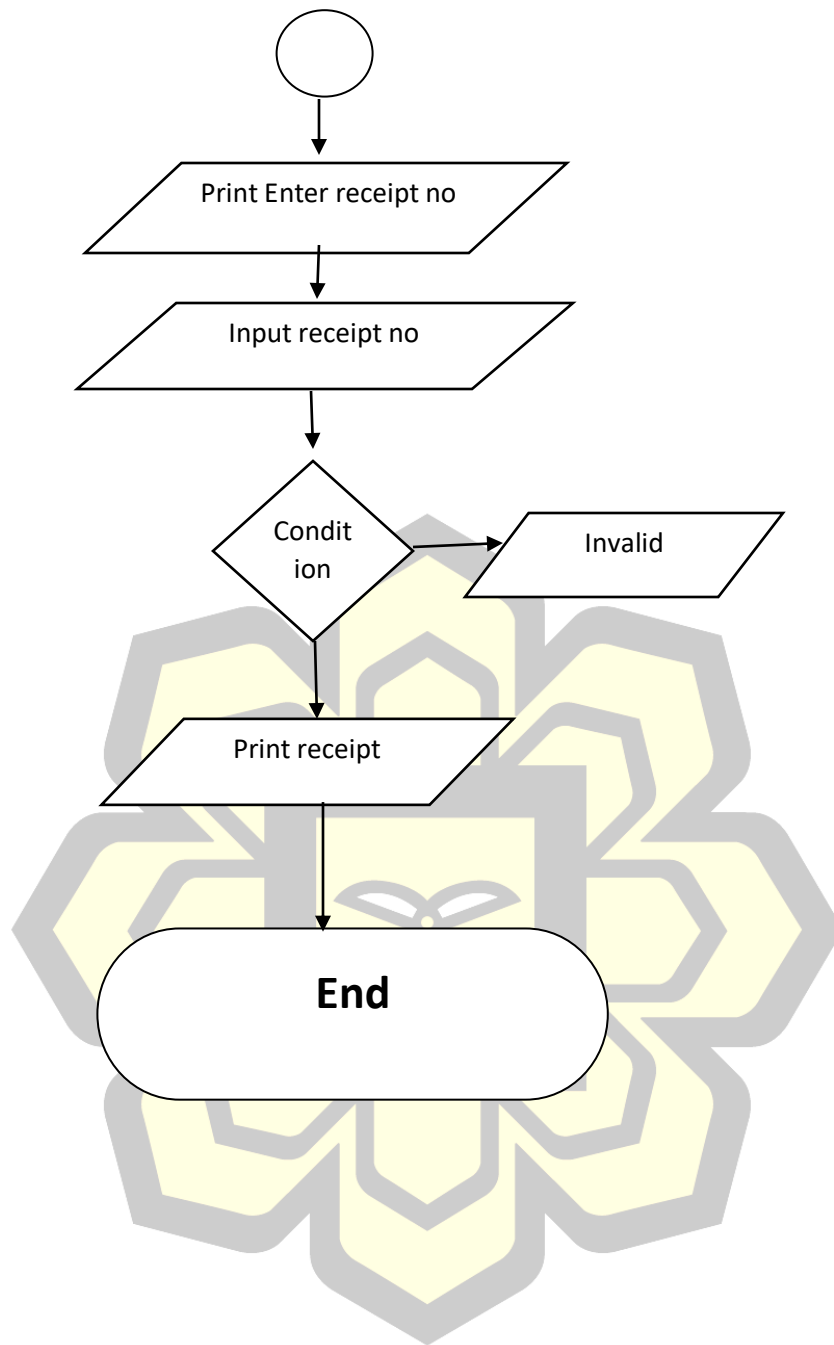 Print Enter receipt no
Input receipt no
Condit
ion
Invalid
Print receipt
End